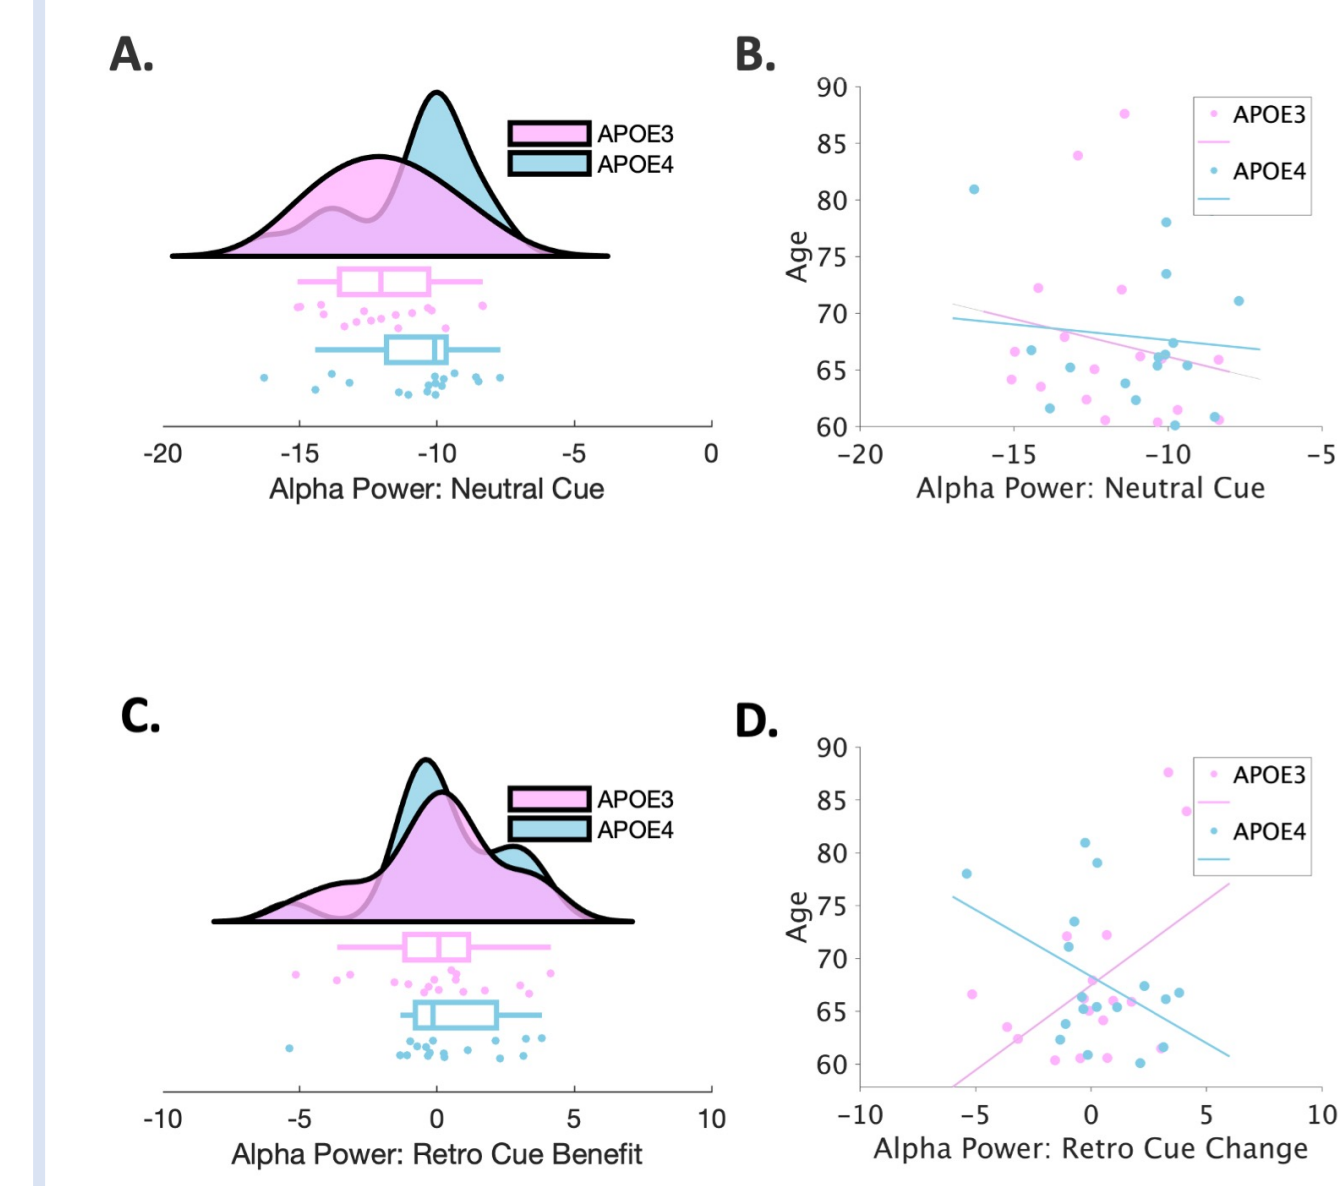 A.
APOE3
APOE4
-20 -15 -10 -5 0
Alpha Power: Neutral Cue
B.
90
85
80
75
70
65
60
Age
APOE3
APOE4
−20 −15 −10 −5
Alpha Power: Neutral Cue
C.
APOE3
APOE4
-10 -5 0 5 10
Alpha Power: Retro Cue Benefit
D.
90
85
80
75
70
65
60
Age
APOE3
APOE4
−10 −5 0 5 10
Alpha Power: Retro Cue Change